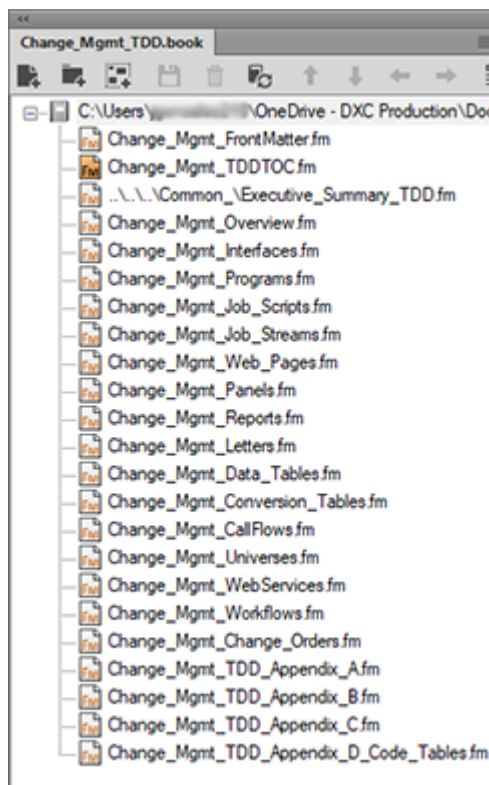 Change_Mgmt_TDD.book
C:\Users\ \OneDrive - DXC Production\Doc
Change_Mgmt_FrontMatter.fm
Change_Mgmt_TDDTOC.fm
..\..\..\Common_\Executive_Summary_TDD.fm
Change_Mgmt_Overview.fm
Change_Mgmt_Interfaces.fm
Change_Mgmt_Programs.fm
Change_Mgmt_Job_Scripts.fm
Change_Mgmt_Job_Streams.fm
Change_Mgmt_Web_Pages.fm
Change_Mgmt_Panels.fm
Change_Mgmt_Reports.fm
Change_Mgmt_Letters.fm
Change_Mgmt_Data_Tables.fm
Change_Mgmt_Conversion_Tables.fm
Change_Mgmt_CallFlows.fm
Change_Mgmt_Universes.fm
Change_Mgmt_WebServices.fm
Change_Mgmt_Workflows.fm
Change_Mgmt_Change_Orders.fm
Change_Mgmt_TDD_Appendix_A.fm
Change_Mgmt_TDD_Appendix_B.fm
Change_Mgmt_TDD_Appendix_C.fm
Change_Mgmt_TDD_Appendix_D_Code_Tables.fm